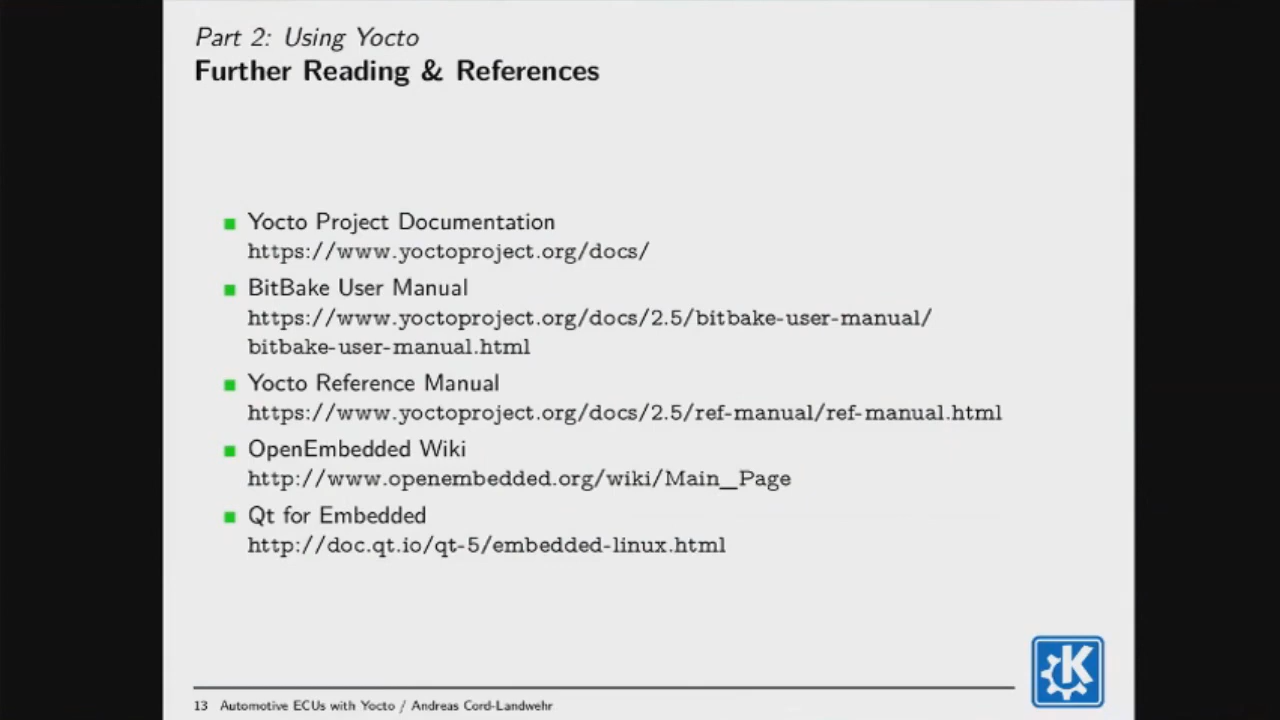 Part 2: Using Yocto
Further Reading & References
Yocto Project Documentation
https://www.yoctoproject.org/docs/
BitBake User Manual
https://www.yoctoproject.org/docs/2.5/bitbake-user-manual/
bitbake-user-manual.html
Yocto Reference Manual
https://www.yoctoproject.org/docs/2.5/ref-manual/ref-manual.html
OpenEmbedded Wiki
http://www.openembedded.org/wiki/Main_Page
Qt for Embedded
http://doc.qt.io/qt-5/embedded-linux.html
K
13 Automotive ECUs with Yocto / Andreas Cord-Landwehr